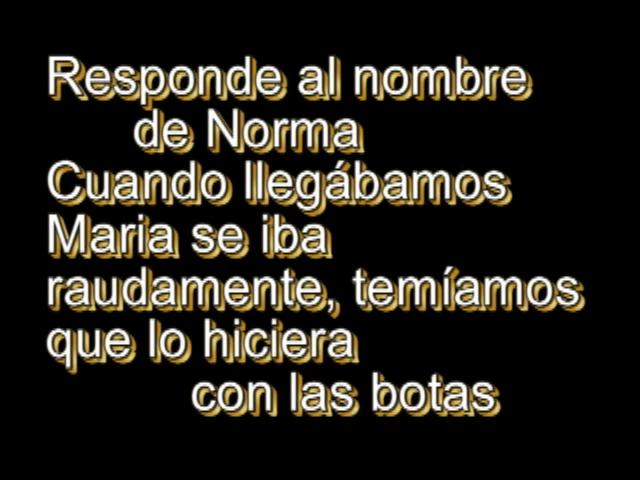 Responde al nombre
de Norma
Cuando llegábamos
Maria se iba
raudamente, temíamos
que lo hiciera
con las botas